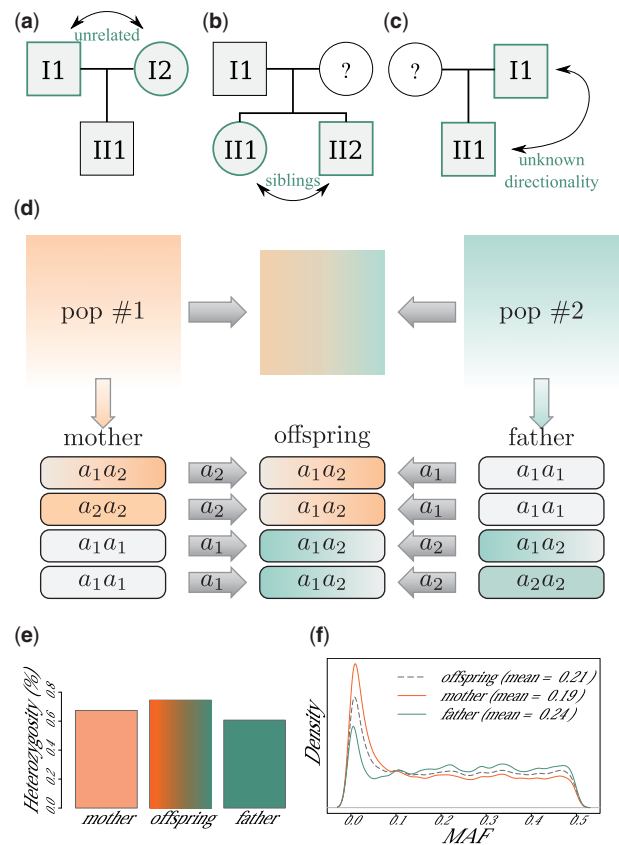 (a)
unrelated
I1
I2
II1
(b)
I1
?
II1
II2
siblings
(c)
?
I1
II1
unknown
directionality
(d)
pop #1
pop #2
mother
offspring
father
a₁a₂ a₂ a₁a₂ a₁ a₁a₁
a₂a₂ a₂ a₁a₂ a₁ a₁a₁
a₁a₁ a₁ a₁a₂ a₂ a₁a₂
a₁a₁ a₁ a₁a₂ a₂ a₂a₂
(e)
Heterozygosity (%)
0.8
0.6
0.4
0.2
0.0
mother offspring father
(f)
Density
offspring (mean = 0.21)
mother (mean = 0.19)
father (mean = 0.24)
0.0 0.1 0.2 0.3 0.4 0.5
MAF